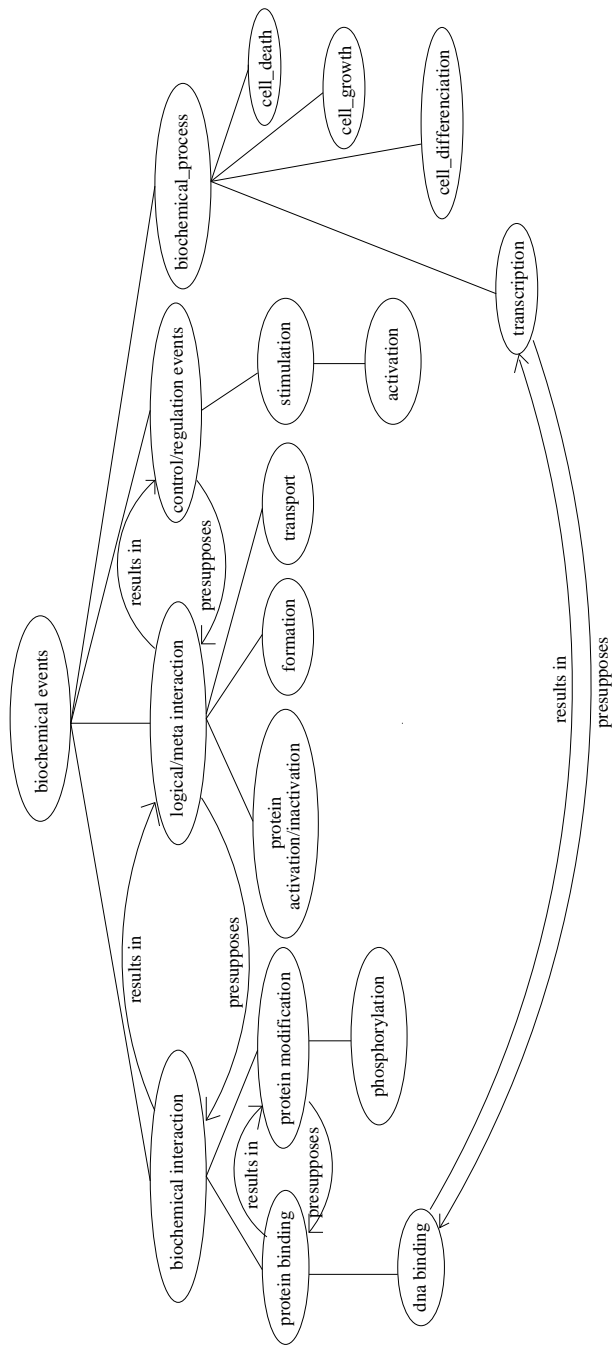 biochemical events
biochemical interaction
results in
presupposes
logical/meta interaction
results in
presupposes
control/regulation events
biochemical_process
protein binding
results in
presupposes
protein modification
protein
activation/inactivation
formation
transport
stimulation
cell_death
cell_growth
cell_differenciation
dna binding
phosphorylation
activation
transcription
results in
presupposes